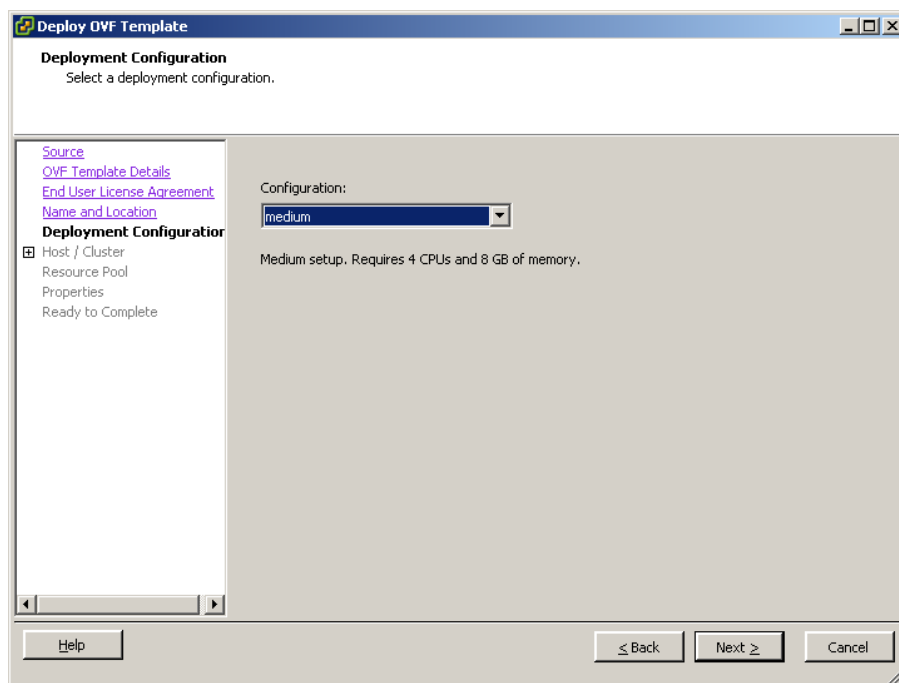 Deploy OVF Template
Deployment Configuration
Select a deployment configuration.
Source
OVF Template Details
End User License Agreement
Name and Location
Deployment Configuration
Host / Cluster
Resource Pool
Properties
Ready to Complete
Configuration:
medium
Medium setup. Requires 4 CPUs and 8 GB of memory.
Help
< Back
Next >
Cancel